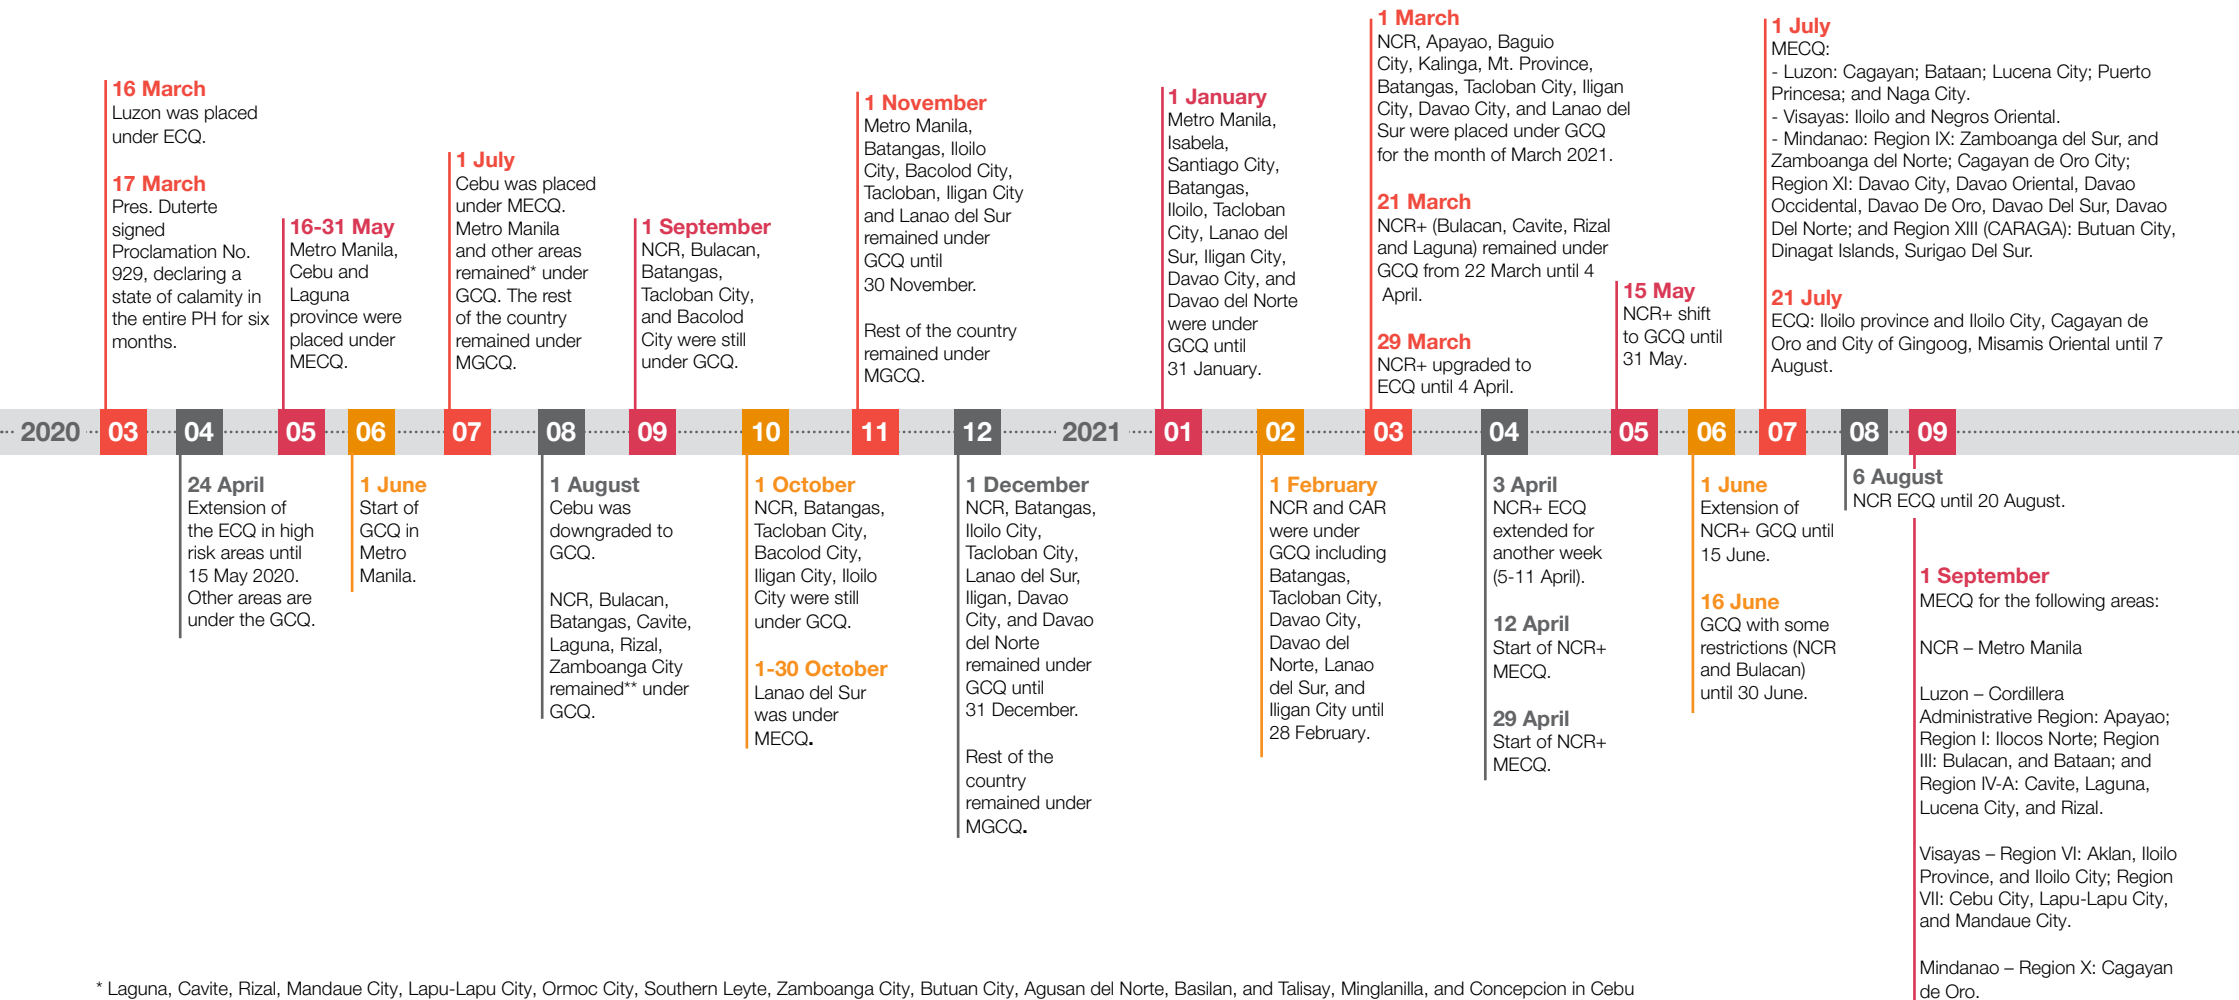 16 March
Luzon was placed
under ECQ.
17 March
Pres. Duterte
signed
Proclamation No.
929, declaring a
state of calamity in
the entire PH for six
months.
16-31 May
Metro Manila,
Cebu and
Laguna
province were
placed under
MECQ.
1 July
Cebu was placed
under MECQ.
Metro Manila
and other areas
remained* under
GCQ. The rest
of the country
remained under
MGCQ.
1 September
NCR, Bulacan,
Batangas,
Tacloban City,
and Bacolod
City were still
under GCQ.
1 November
Metro Manila,
Batangas, Iloilo
City, Bacolod City,
Tacloban, Iligan City
and Lanao del Sur
remained under
GCQ until
30 November.
Rest of the country
remained under
MGCQ.
1 January
Metro Manila,
Isabela,
Santiago City,
Batangas,
Iloilo, Tacloban
City, Lanao del
Sur, Iligan City,
Davao City, and
Davao del Norte
were under
GCQ until
31 January.
1 March
NCR, Apayao, Baguio
City, Kalinga, Mt. Province,
Batangas, Tacloban City, Iligan
City, Davao City, and Lanao del
Sur were placed under GCQ
for the month of March 2021.
21 March
NCR+ (Bulacan, Cavite, Rizal
and Laguna) remained under
GCQ from 22 March until 4
April.
29 March
NCR+ upgraded to
ECQ until 4 April.
15 May
NCR+ shift
to GCQ until
31 May.
1 July
MECQ:
- Luzon: Cagayan; Bataan; Lucena City; Puerto
Princesa; and Naga City.
- Visayas: Iloilo and Negros Oriental.
- Mindanao: Region IX: Zamboanga del Sur, and
Zamboanga del Norte; Cagayan de Oro City;
Region XI: Davao City, Davao Oriental, Davao
Occidental, Davao De Oro, Davao Del Sur, Davao
Del Norte; and Region XIII (CARAGA): Butuan City,
Dinagat Islands, Surigao Del Sur.
21 July
ECQ: Iloilo province and Iloilo City, Cagayan de
Oro and City of Gingoog, Misamis Oriental until 7
August.
2020 03 04 05 06 07 08 09 10 11 12 2021 01 02 03 04 05 06 07 08 09
24 April
Extension of
the ECQ in high
risk areas until
15 May 2020.
Other areas are
under the GCQ.
1 June
Start of
GCQ in
Metro
Manila.
1 August
Cebu was
downgraded to
GCQ.
NCR, Bulacan,
Batangas, Cavite,
Laguna, Rizal,
Zamboanga City
remained** under
GCQ.
1 October
NCR, Batangas,
Tacloban City,
Bacolod City,
Iligan City, Iloilo
City were still
under GCQ.
1-30 October
Lanao del Sur
was under
MECQ.
1 December
NCR, Batangas,
Iloilo City,
Tacloban City,
Lanao del Sur,
Iligan, Davao
City, and Davao
del Norte
remained under
GCQ until
31 December.
Rest of the
country
remained under
MGCQ.
1 February
NCR and CAR
were under
GCQ including
Batangas,
Tacloban City,
Davao City,
Davao del
Norte, Lanao
del Sur, and
Iligan City until
28 February.
3 April
NCR+ ECQ
extended for
another week
(5-11 April).
12 April
Start of NCR+
MECQ.
29 April
Start of NCR+
MECQ.
1 June
Extension of
NCR+ GCQ until
15 June.
16 June
GCQ with some
restrictions (NCR
and Bulacan)
until 30 June.
6 August
NCR ECQ until 20 August.
1 September
MECQ for the following areas:
NCR – Metro Manila
Luzon – Cordillera
Administrative Region: Apayao;
Region I: Ilocos Norte; Region
III: Bulacan, and Bataan; and
Region IV-A: Cavite, Laguna,
Lucena City, and Rizal.
Visayas – Region VI: Aklan, Iloilo
Province, and Iloilo City; Region
VII: Cebu City, Lapu-Lapu City,
and Mandaue City.
Mindanao – Region X: Cagayan
de Oro.
* Laguna, Cavite, Rizal, Mandaue City, Lapu-Lapu City, Ormoc City, Southern Leyte, Zamboanga City, Butuan City, Agusan del Norte, Basilan, and Talisay, Minglanilla, and Concepcion in Cebu